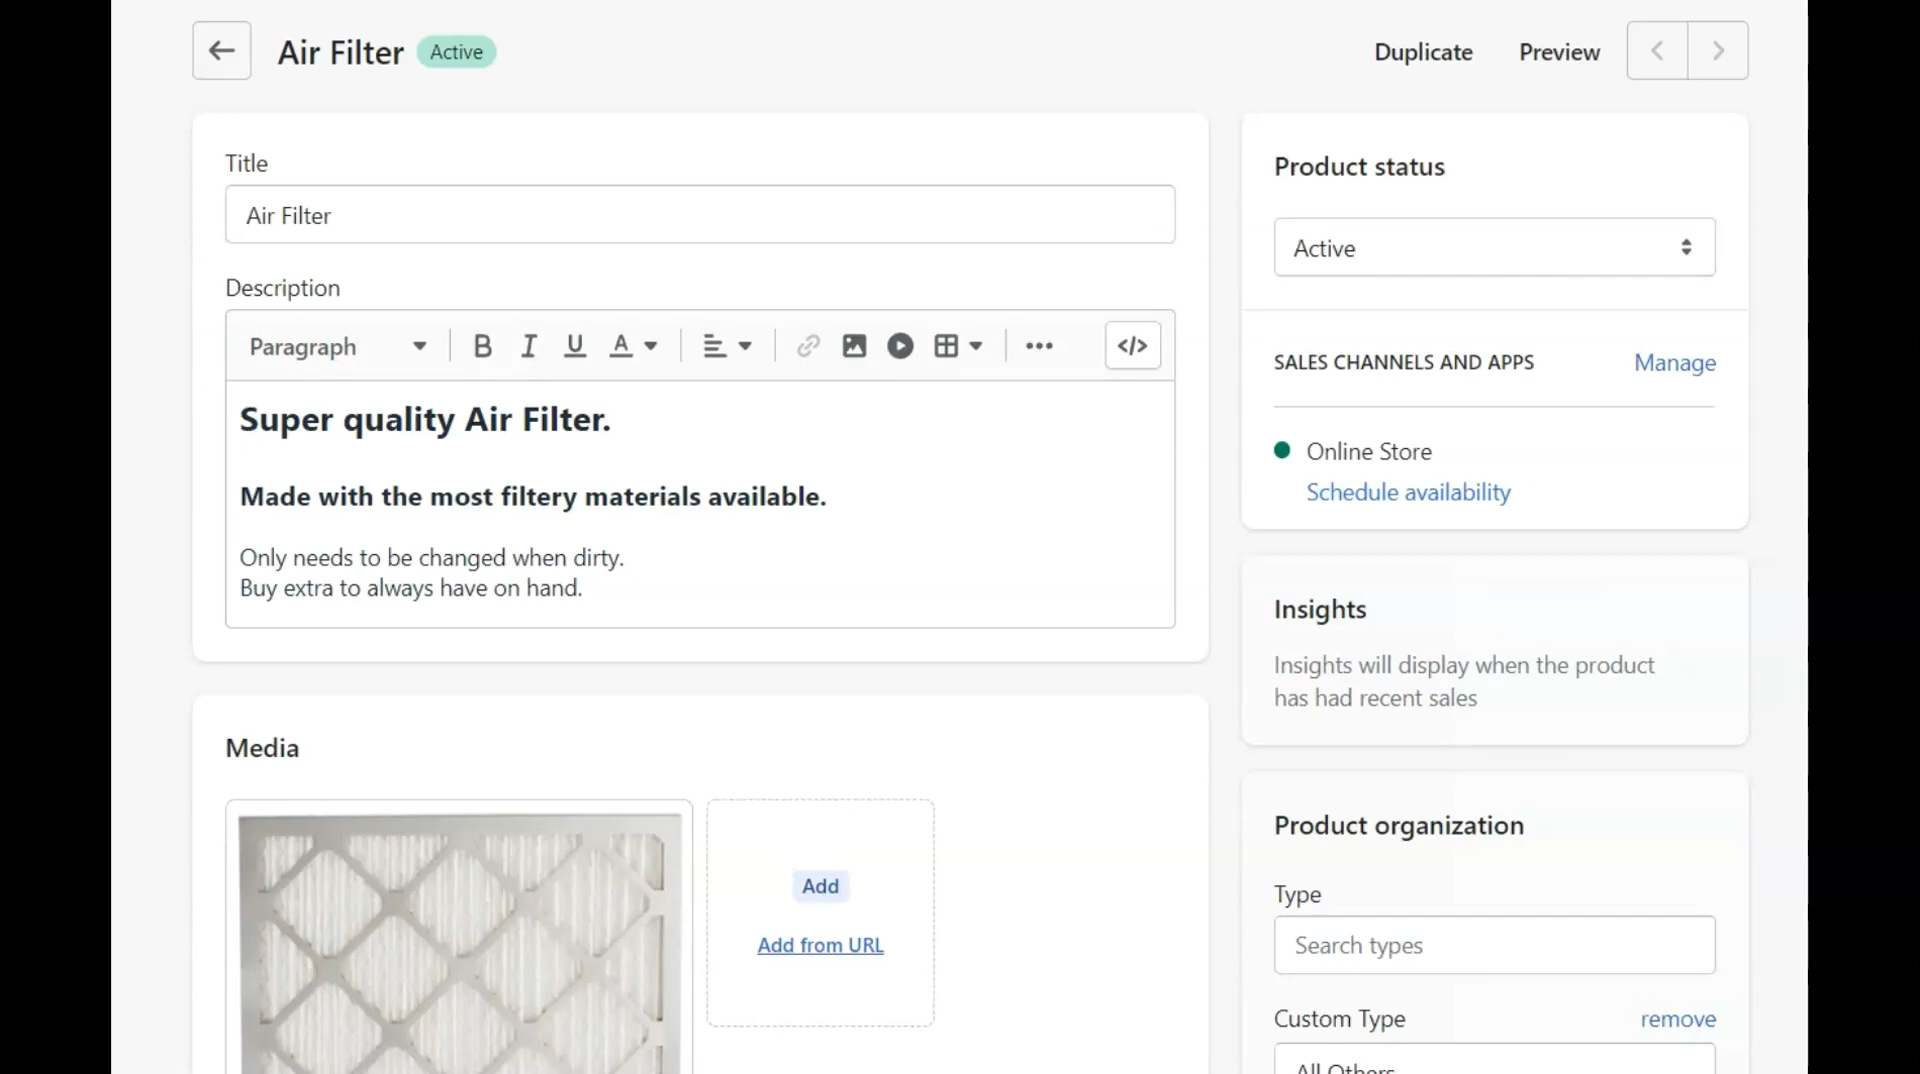 Air Filter Active
Duplicate Preview
Title
Air Filter
Description
Paragraph B I U A </>
Super quality Air Filter.
Made with the most filtery materials available.
Only needs to be changed when dirty.
Buy extra to always have on hand.
Media
Add
Add from URL
Product status
Active
SALES CHANNELS AND APPS Manage
Online Store
Schedule availability
Insights
Insights will display when the product
has had recent sales
Product organization
Type
Search types
Custom Type remove
All Others